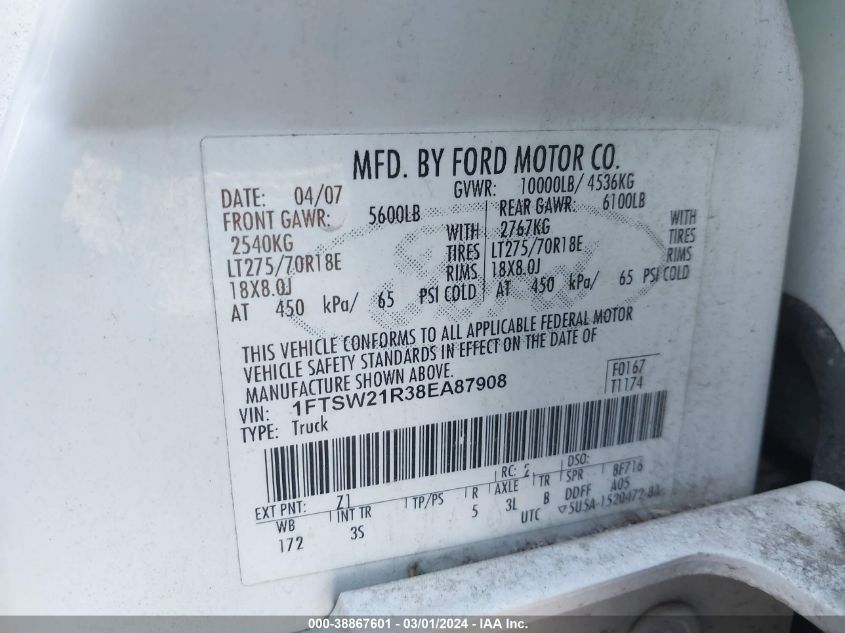 MFD. BY FORD MOTOR CO.
DATE: 04/07 GVWR: 10000LB/ 4536KG
FRONT GAWR: 5600LB REAR GAWR: 6100LB
2540KG WITH 2767KG WITH
LT275/70R18E TIRES LT275/70R18E TIRES
18X8.0J RIMS 18X8.0J RIMS
AT 450 kPa/ 65 PSI COLD AT 450 kPa/ 65 PSI COLD
THIS VEHICLE CONFORMS TO ALL APPLICABLE FEDERAL MOTOR
VEHICLE SAFETY STANDARDS IN EFFECT ON THE DATE OF
MANUFACTURE SHOWN ABOVE.
VIN: 1FTSW21R38EA87908 F0167
TYPE: Truck T1174
EXT PNT: Z1 RC: 2 DSO:
WB INT TR TP/PS R AXLE TR SPR 8F716
172 3S 5 3L B DDFF A05
UTC
000-38867601 - 03/01/2024 - IAA Inc.